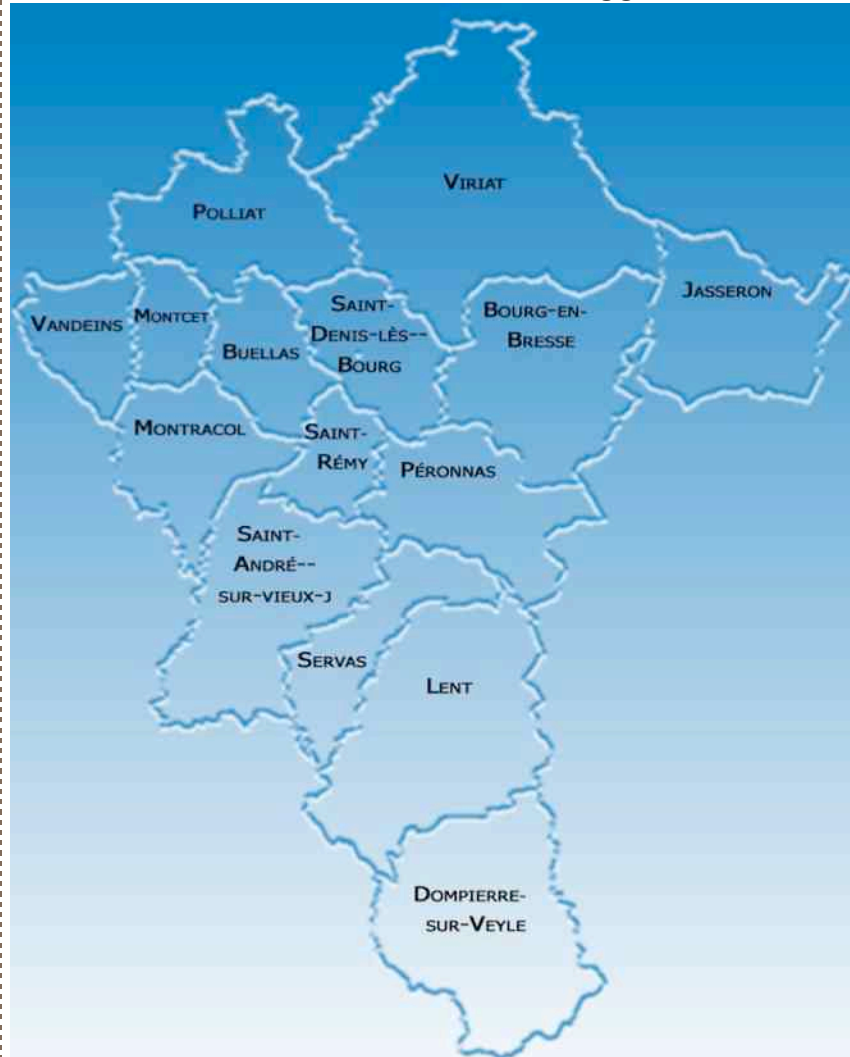 Viriat
Polliat
Jasseron
Vandeins
Montcet
Buellas
Saint-
Denis-lès--
Bourg
Bourg-en-
Bresse
Montracol
Saint-
Rémy
Péronnas
Saint-
André--
sur-vieux-j
Servas
Lent
Dompierre-
sur-Veyle